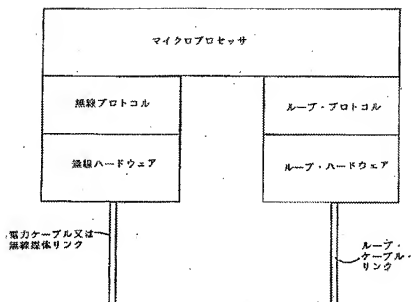 マイクロプロセッサ
無線プロトコル
ループ・プロトコル
無線ハードウェア
ループ・ハードウェア
電力ケーブル又は
無線媒体リンク
ループ・
ケーブル・
リンク